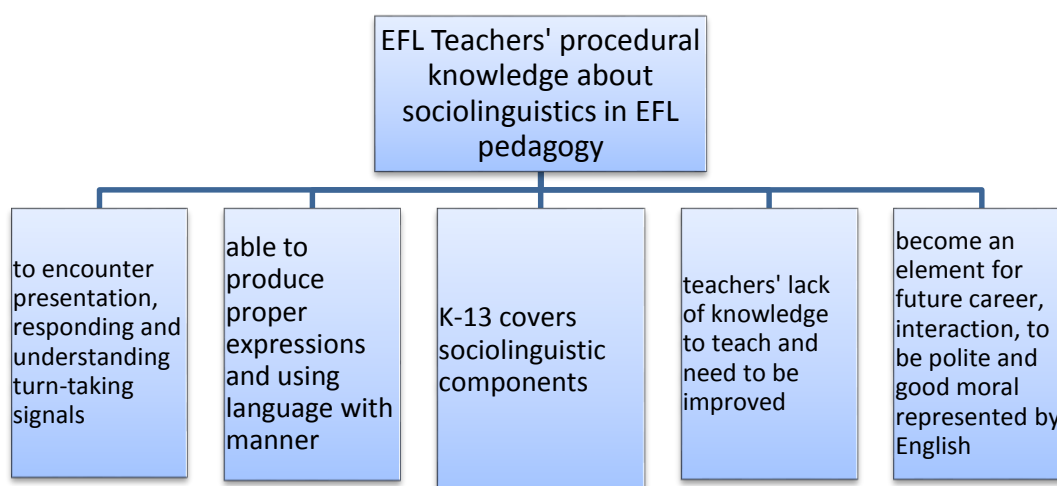 EFL Teachers' procedural
knowledge about
sociolinguistics in EFL
pedagogy
to encounter
presentation,
responding and
understanding
turn-taking
signals
able to
produce
proper
expressions
and using
language with
manner
K-13 covers
sociolinguistic
components
teachers' lack
of knowledge
to teach and
need to be
improved
become an
element for
future career,
interaction, to
be polite and
good moral
represented by
English